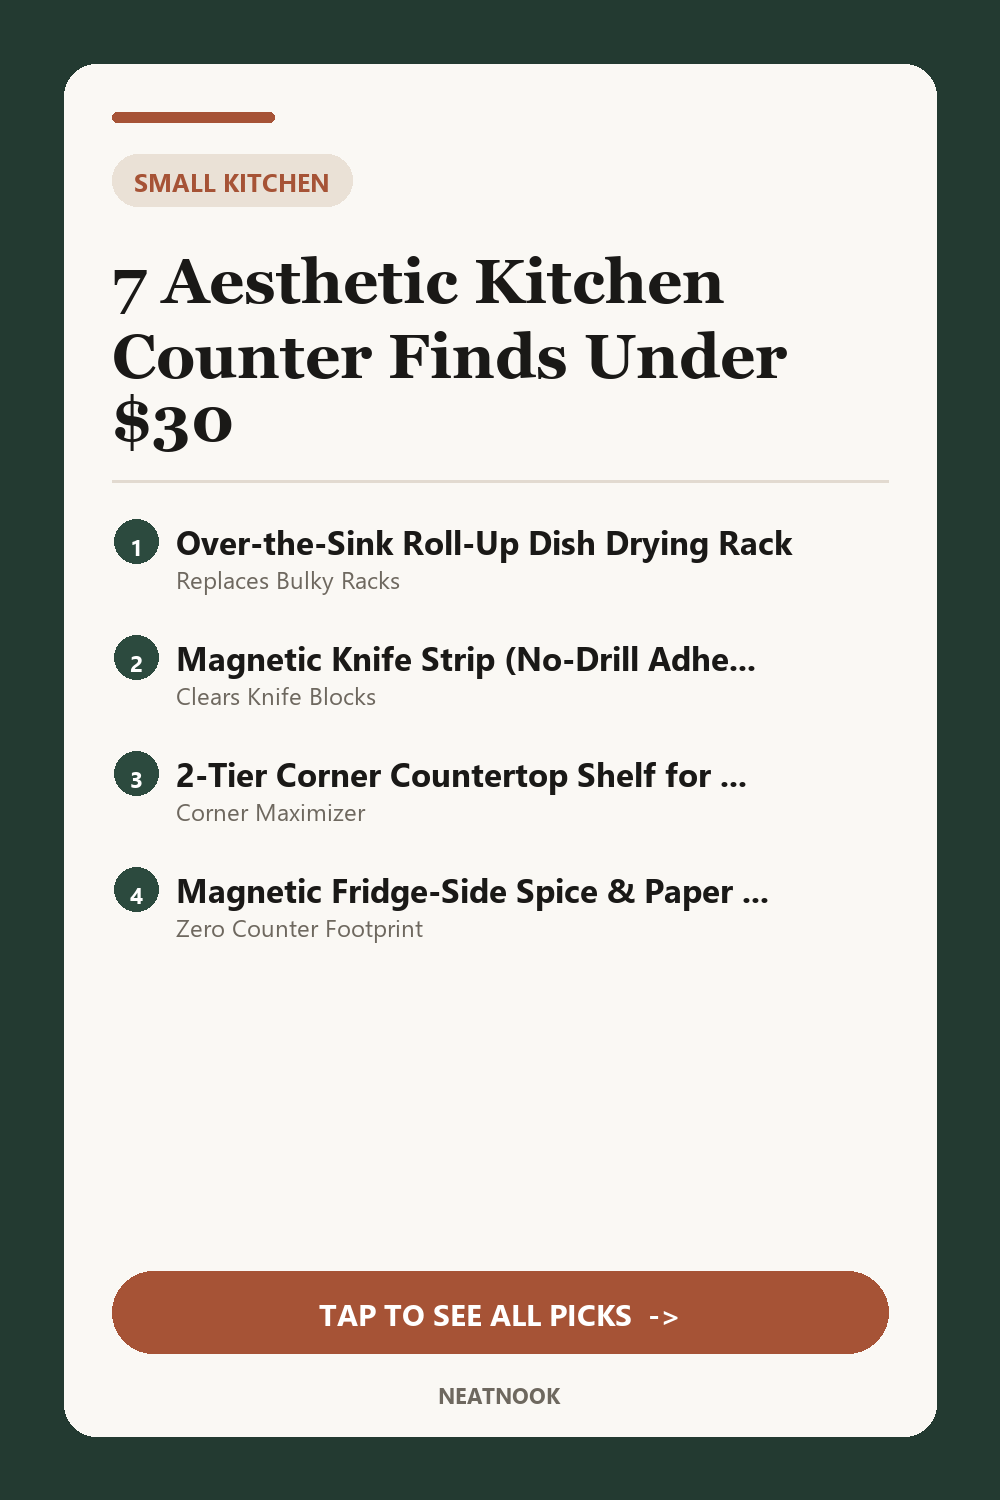 SMALL KITCHEN
7 Aesthetic Kitchen
Counter Finds Under
$30
1 Over-the-Sink Roll-Up Dish Drying Rack
Replaces Bulky Racks
2 Magnetic Knife Strip (No-Drill Adhe...
Clears Knife Blocks
3 2-Tier Corner Countertop Shelf for ...
Corner Maximizer
4 Magnetic Fridge-Side Spice & Paper ...
Zero Counter Footprint
TAP TO SEE ALL PICKS ->
NEATNOOK